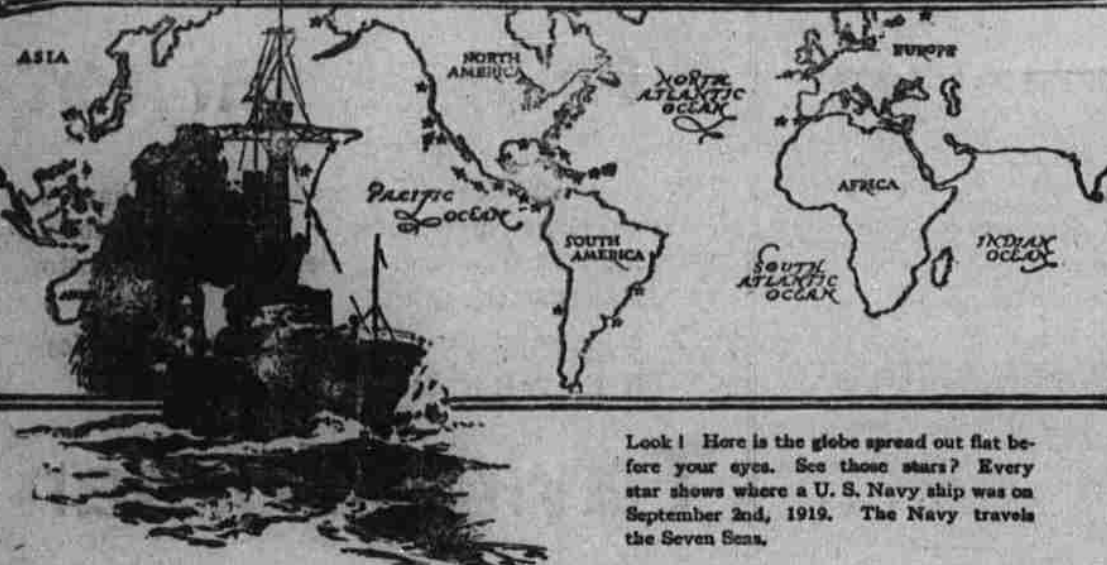 ASIA
NORTH
AMERICA
NORTH
ATLANTIC
OCEAN
EUROPE
PACIFIC
OCEAN
AFRICA
SOUTH
AMERICA
SOUTH
ATLANTIC
OCEAN
INDIAN
OCEAN
Look! Here is the globe spread out flat be-
fore your eyes. See those stars? Every
star shows where a U. S. Navy ship was on
September 2nd, 1919. The Navy travels
the Seven Seas.